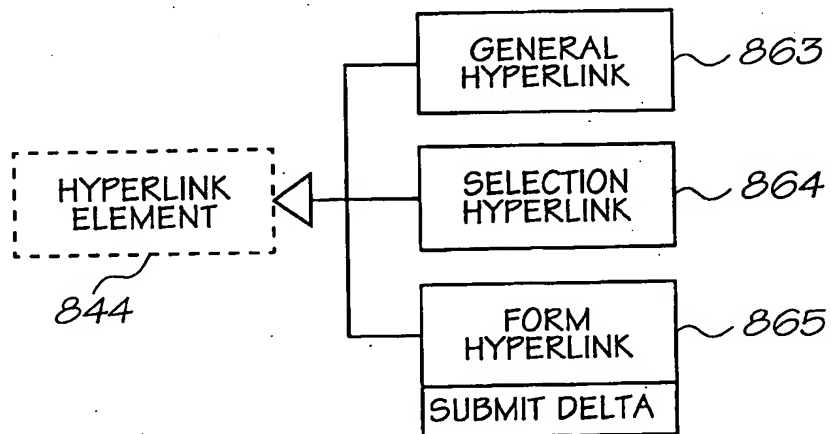 GENERAL
HYPERLINK
863
HYPERLINK
ELEMENT
844
SELECTION
HYPERLINK
864
FORM
HYPERLINK
865
SUBMIT DELTA